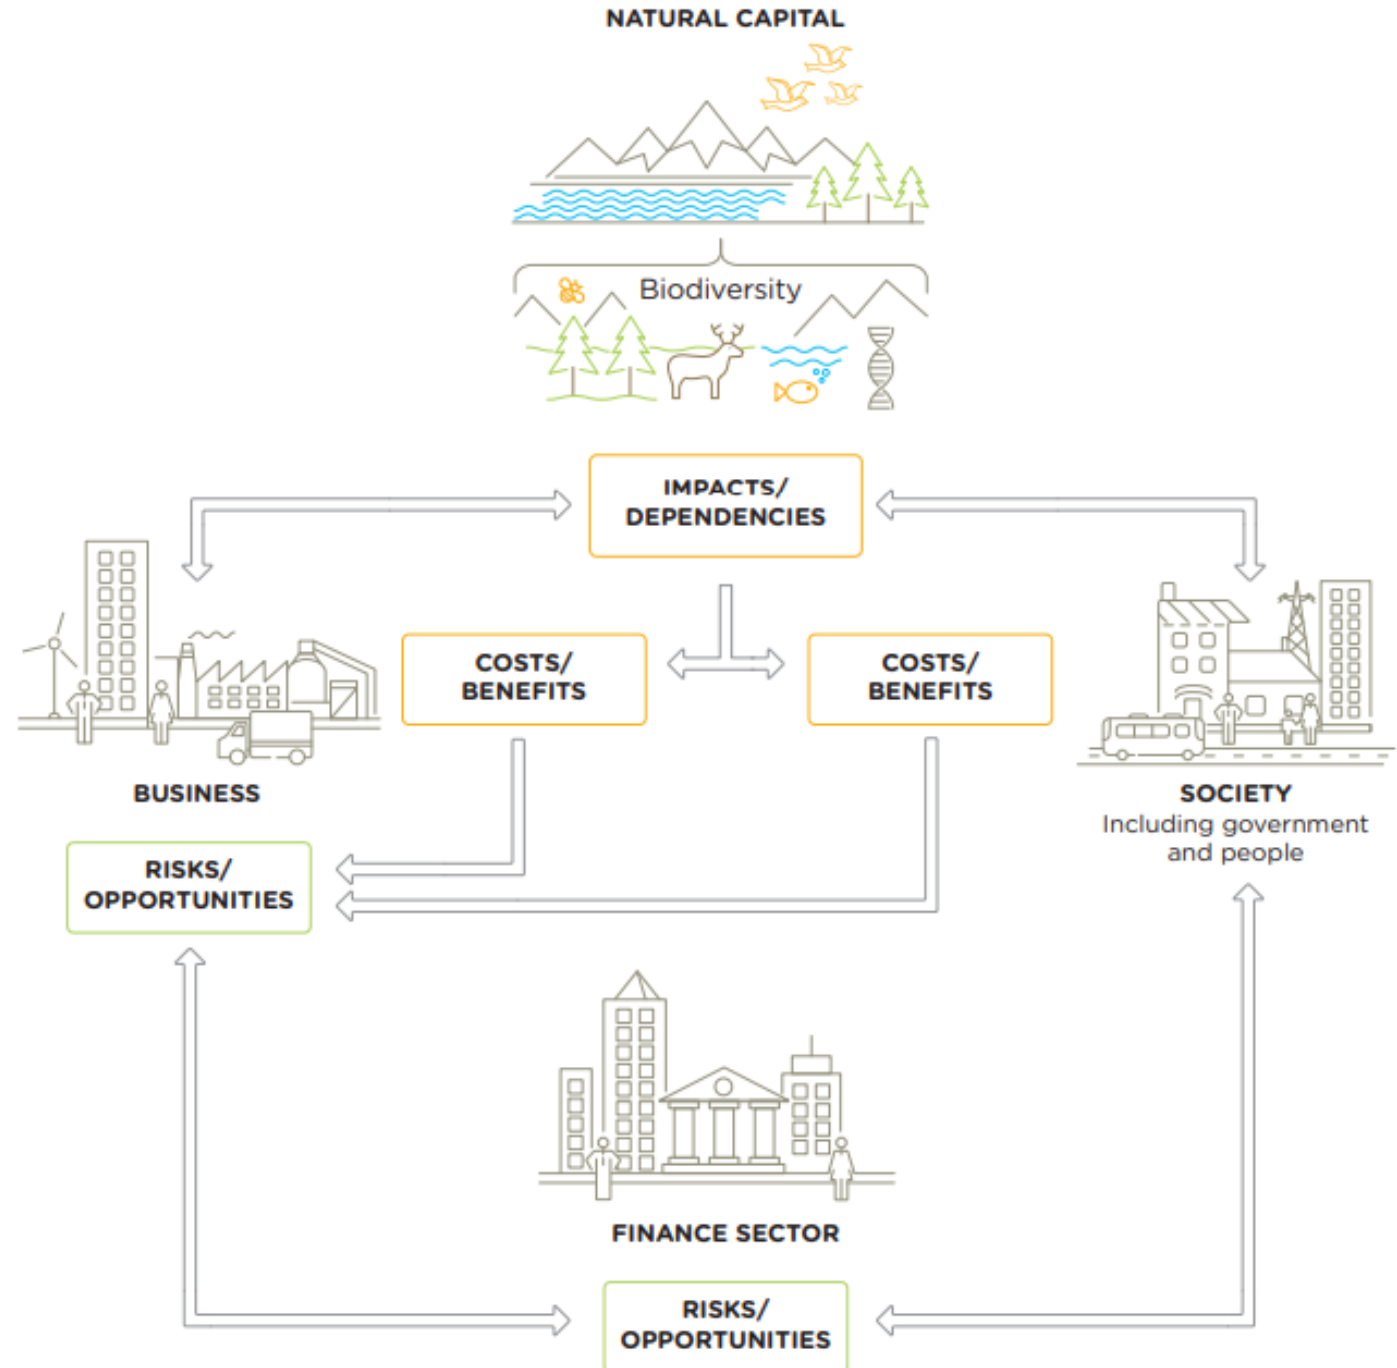 NATURAL CAPITAL
Biodiversity
IMPACTS/
DEPENDENCIES
COSTS/
BENEFITS
COSTS/
BENEFITS
BUSINESS
SOCIETY
Including government
and people
RISKS/
OPPORTUNITIES
FINANCE SECTOR
RISKS/
OPPORTUNITIES